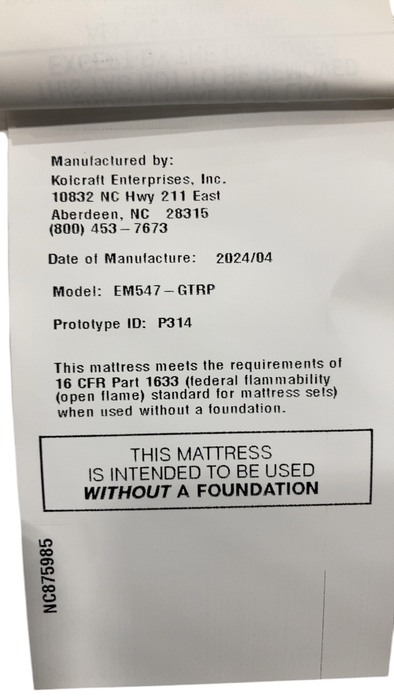 Manufactured by:
Kolcraft Enterprises, Inc.
10832 NC Hwy 211 East
Aberdeen, NC 28315
(800) 453-7673
Date of Manufacture: 2024/04
Model: EM547-GTRP
Prototype ID: P314
This mattress meets the requirements of
16 CFR Part 1633 (federal flammability
(open flame) standard for mattress sets)
when used without a foundation.
THIS MATTRESS
IS INTENDED TO BE USED
WITHOUT A FOUNDATION
NC875985